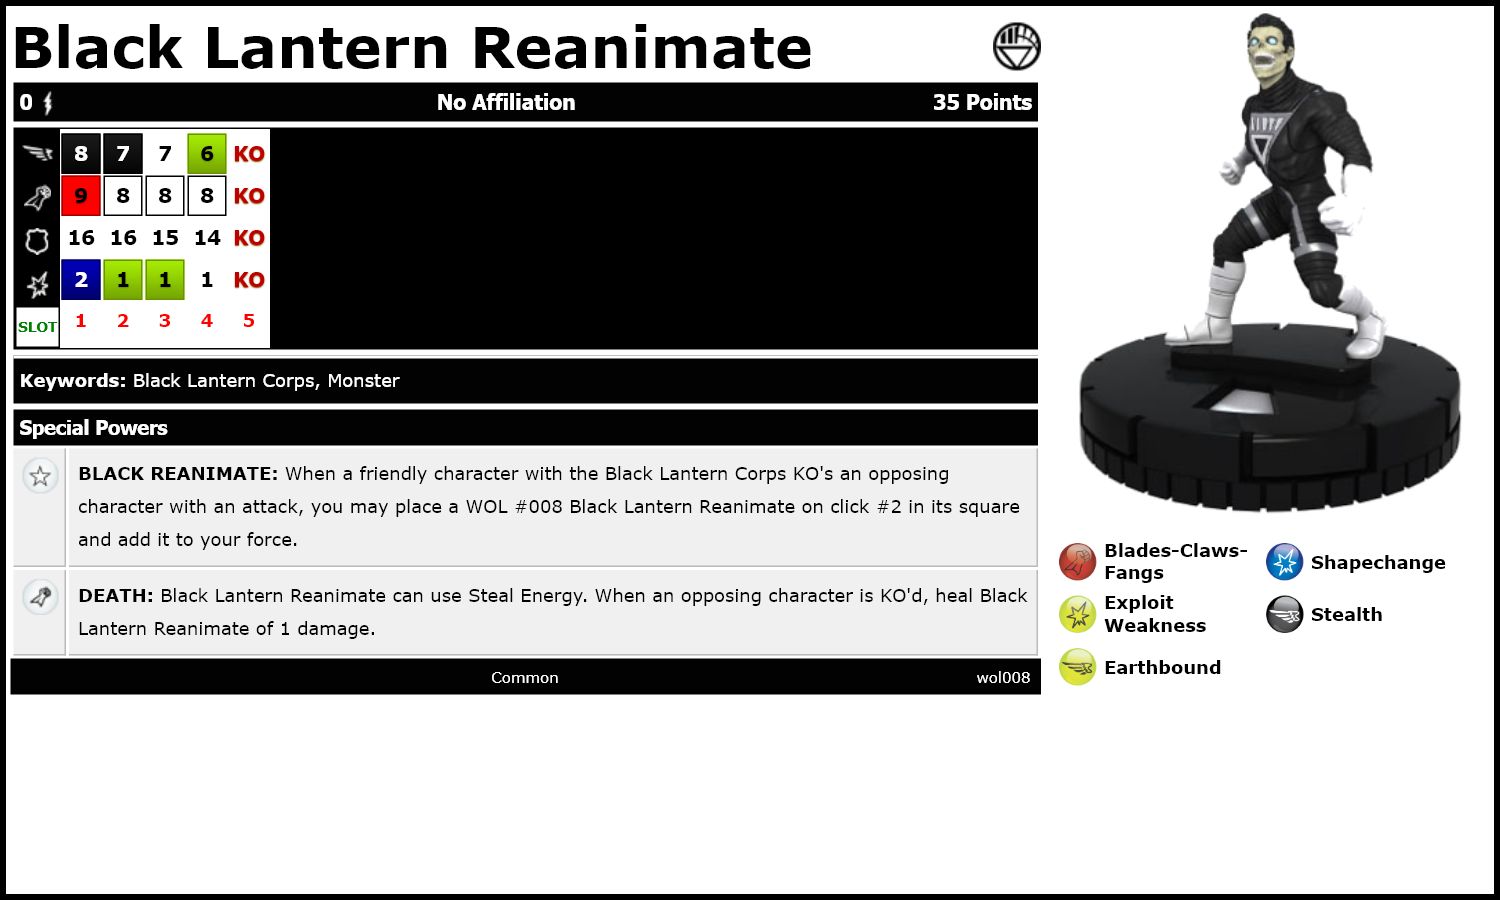 Black Lantern Reanimate
0 No Affiliation 35 Points
8 7 7 6 KO
9 8 8 8 KO
16 16 15 14 KO
2 1 1 1 KO
SLOT 1 2 3 4 5
Keywords: Black Lantern Corps, Monster
Special Powers
BLACK REANIMATE: When a friendly character with the Black Lantern Corps KO's an opposing
character with an attack, you may place a WOL #008 Black Lantern Reanimate on click #2 in its square
and add it to your force.
DEATH: Black Lantern Reanimate can use Steal Energy. When an opposing character is KO'd, heal Black
Lantern Reanimate of 1 damage.
Common wol008
Blades-Claws-
Fangs
Shapechange
Exploit
Weakness
Stealth
Earthbound